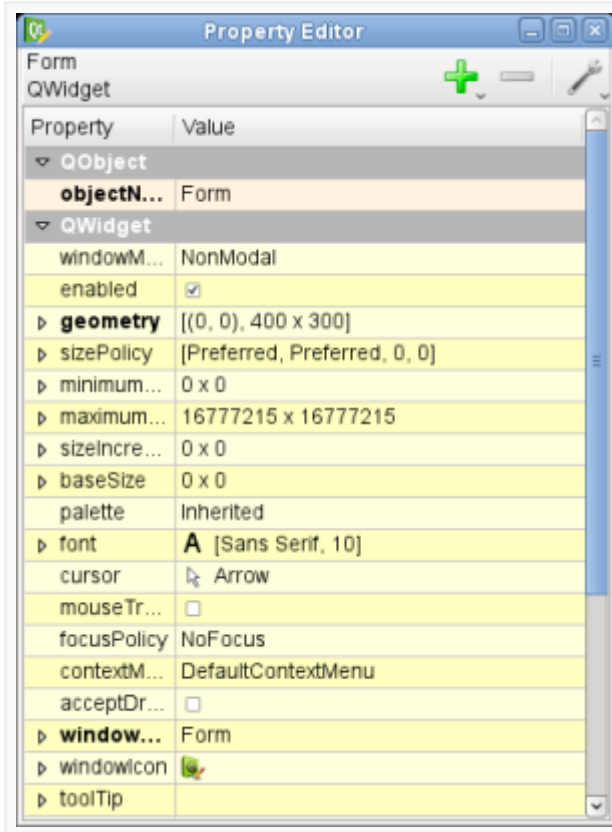 Property Editor
Form
QWidget
Property Value
QObject
objectN... Form
QWidget
windowM... NonModal
enabled
geometry [(0, 0), 400 x 300]
sizePolicy [Preferred, Preferred, 0, 0]
minimum... 0 x 0
maximum... 16777215 x 16777215
sizeIncre... 0 x 0
baseSize 0 x 0
palette Inherited
font A [Sans Serif, 10]
cursor Arrow
mouseTr...
focusPolicy NoFocus
contextM... DefaultContextMenu
acceptDr...
window... Form
windowIcon
toolTip